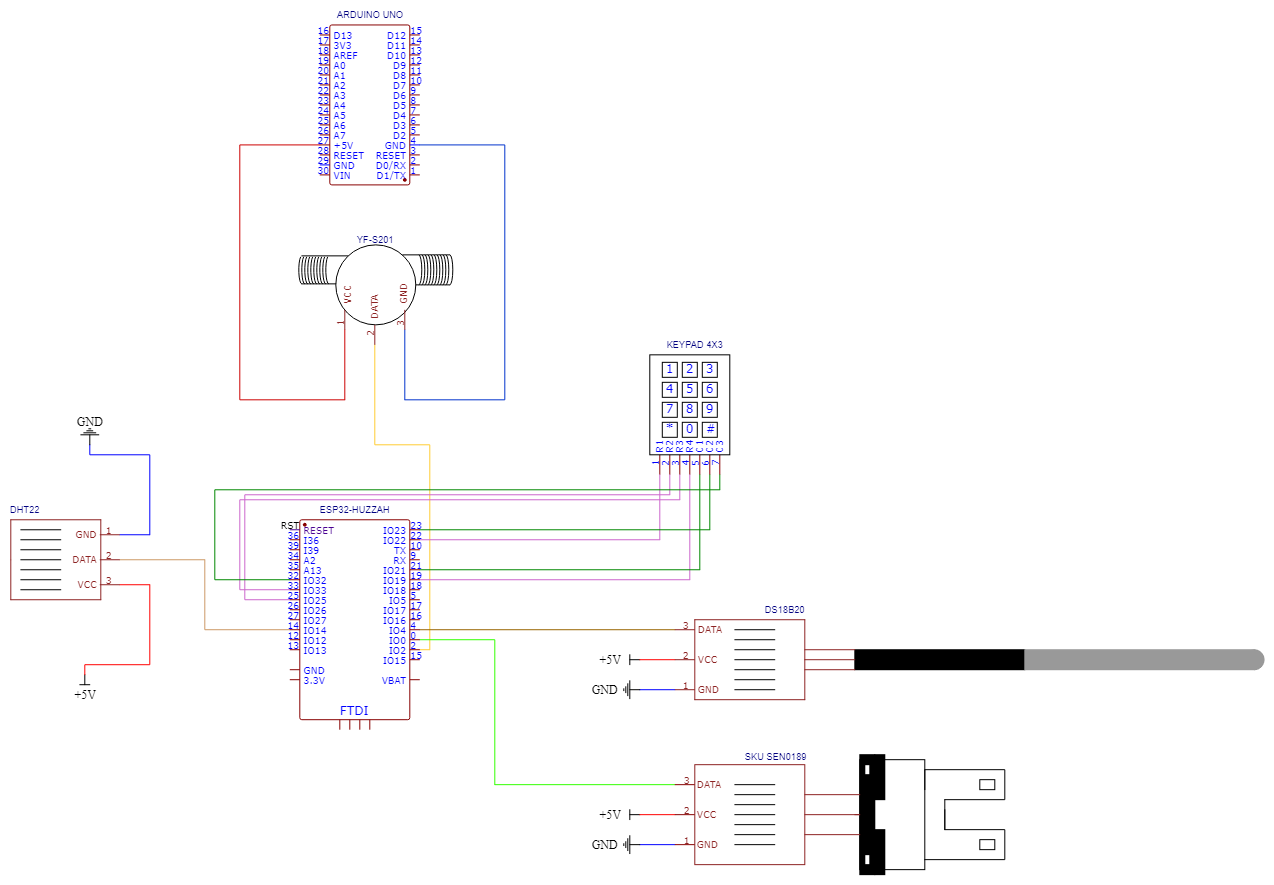 ARDUINO UNO
16 D13 D12 15
17 3V3 D11 14
18 AREF D10 13
19 A0 D9 12
20 A1 D8 11
21 A2 D7 10
22 A3 D6 9
23 A4 D5 8
24 A5 D4 7
25 A6 D3 6
26 A7 D2 5
27 +5V GND 4
28 RESET RESET 3
29 GND D0/RX 2
30 VIN D1/TX 1
YF-S201
VCC DATA GND
1 2 3
KEYPAD 4X3
1 2 3
4 5 6
7 8 9
* 0 #
R1 R2 R3 R4 C1 C2 C3
1 2 3 4 5 6 7
GND
DHT22
GND 1
DATA 2
VCC 3
+5V
ESP32-HUZZAH
RST RESET IO23 23
36 I36 IO22 22
39 I39 TX 10
34 A2 RX 9
35 A13 IO21 21
32 IO32 IO19 19
33 IO33 IO18 18
25 IO25 IO5 5
26 IO26 IO17 17
27 IO27 IO16 16
14 IO14 IO4 4
12 IO12 IO0 0
13 IO13 IO2 2
IO15 15
GND
3.3V VBAT
FTDI
DS18B20
3 DATA
+5V 2 VCC
GND 1 GND
SKU SEN0189
3 DATA
+5V 2 VCC
GND 1 GND